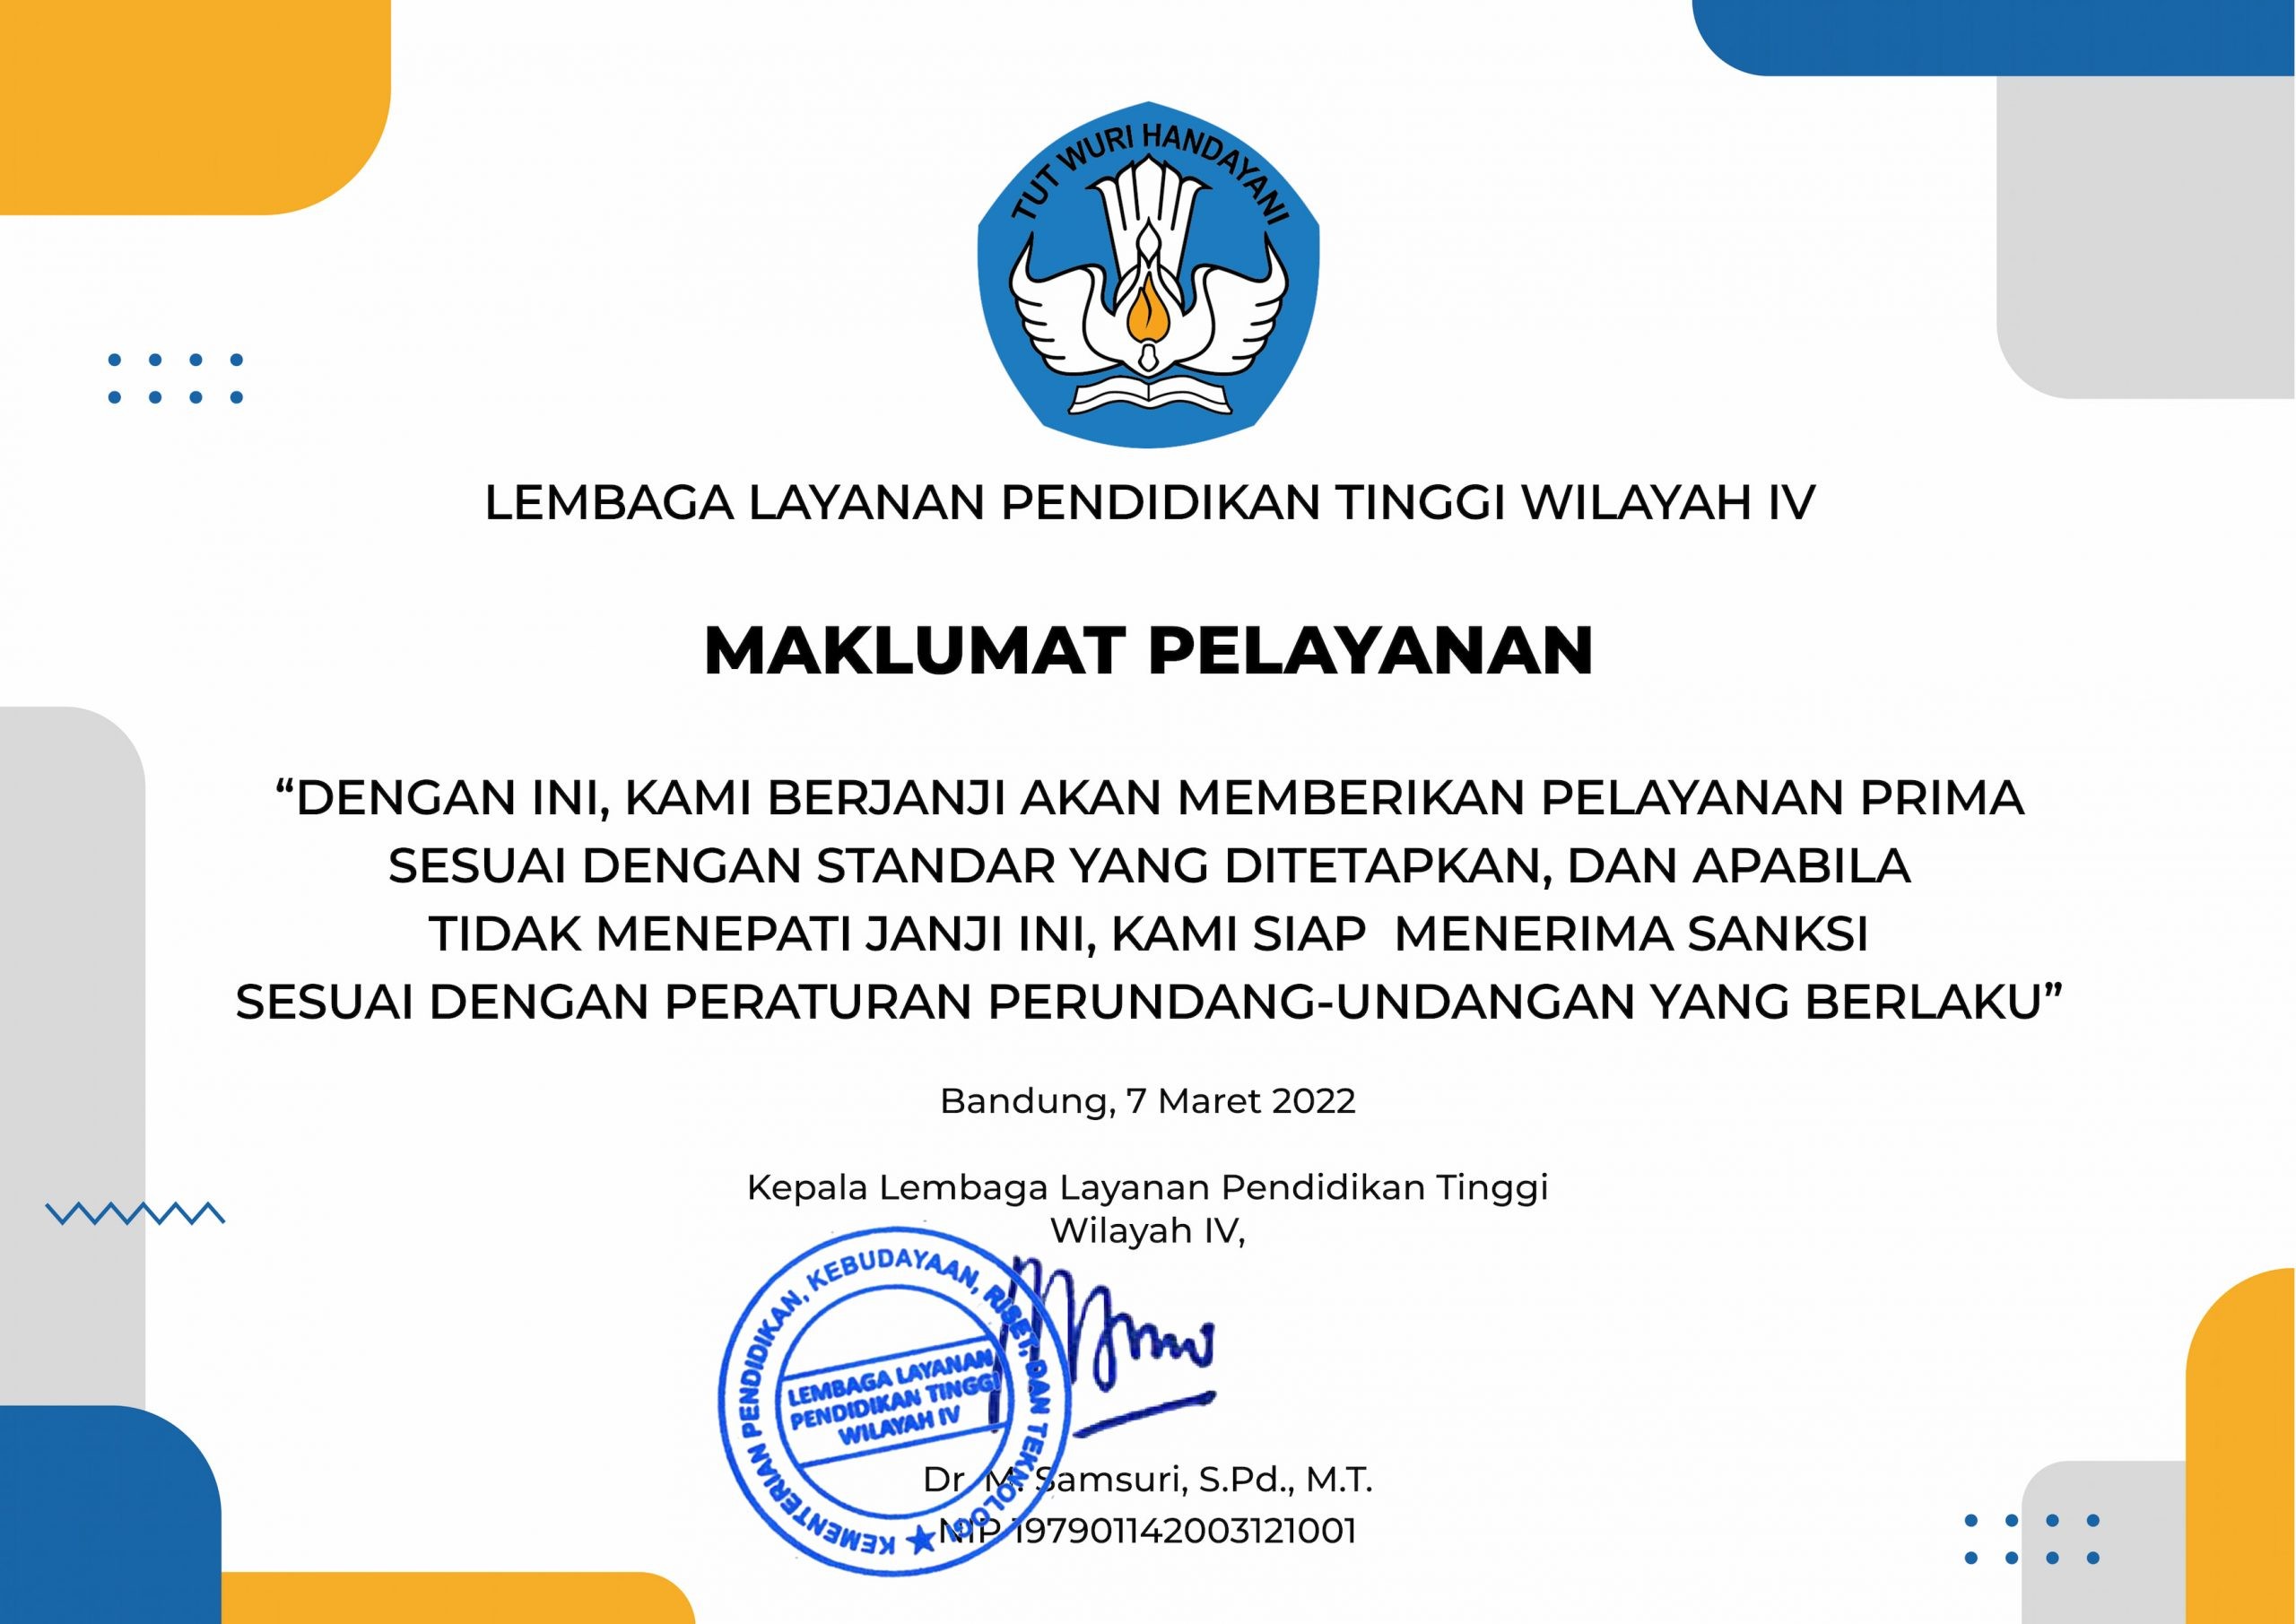 TUT WURI HANDAYANI
LEMBAGA LAYANAN PENDIDIKAN TINGGI WILAYAH IV
MAKLUMAT PELAYANAN
“DENGAN INI, KAMI BERJANJI AKAN MEMBERIKAN PELAYANAN PRIMA
SESUAI DENGAN STANDAR YANG DITETAPKAN, DAN APABILA
TIDAK MENEPATI JANJI INI, KAMI SIAP  MENERIMA SANKSI
SESUAI DENGAN PERATURAN PERUNDANG-UNDANGAN YANG BERLAKU”
Bandung, 7 Maret 2022
Kepala Lembaga Layanan Pendidikan Tinggi
Wilayah IV,
KEMENTERIAN PENDIDIKAN, KEBUDAYAAN, RISET, DAN TEKNOLOGI
LEMBAGA LAYANAN
PENDIDIKAN TINGGI
WILAYAH IV
Dr. M. Samsuri, S.Pd., M.T.
NIP 197901142003121001